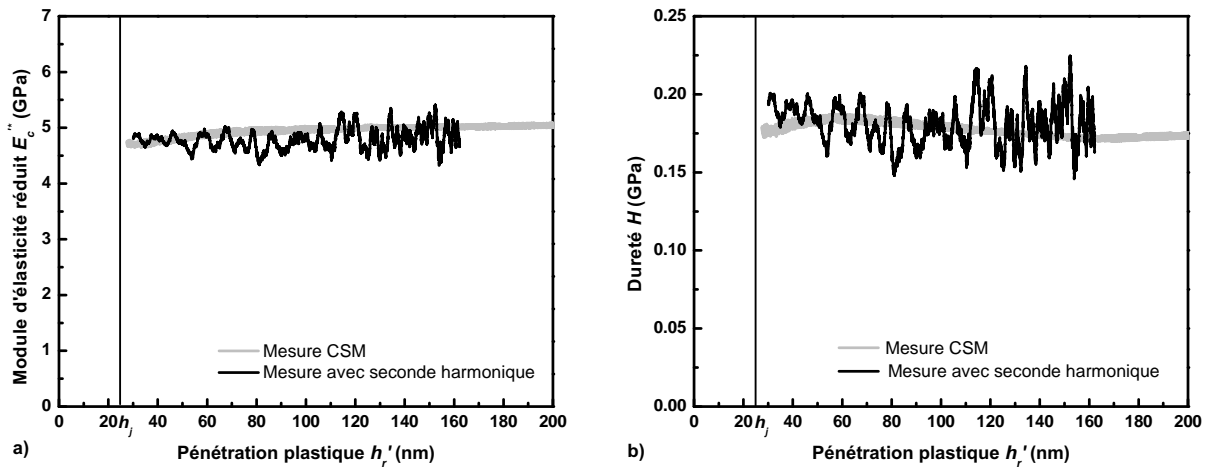 7
6
5
4
3
2
1
0
Module d'élasticité réduit E_c'* (GPa)
Mesure CSM
Mesure avec seconde harmonique
0 20 h_j 40 60 80 100 120 140 160 180 200
a) Pénétration plastique h_r' (nm)
0.25
0.20
0.15
0.10
0.05
0.00
Dureté H (GPa)
Mesure CSM
Mesure avec seconde harmonique
0 20 h_j 40 60 80 100 120 140 160 180 200
b) Pénétration plastique h_r' (nm)